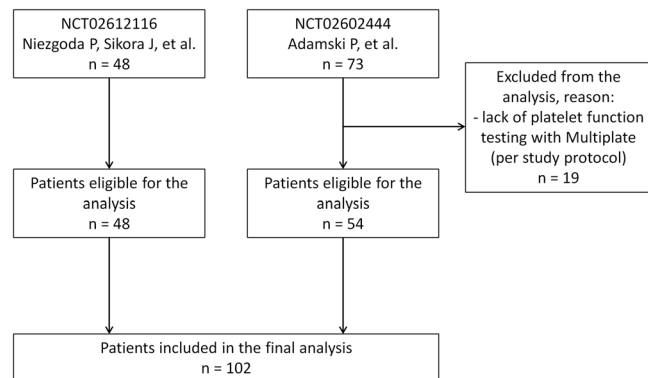 NCT02612116
Niezgoda P, Sikora J, et al.
n = 48
NCT02602444
Adamski P, et al.
n = 73
Excluded from the
analysis, reason:
- lack of platelet function
testing with Multiplate
(per study protocol)
n = 19
Patients eligible for the
analysis
n = 48
Patients eligible for the
analysis
n = 54
Patients included in the final analysis
n = 102